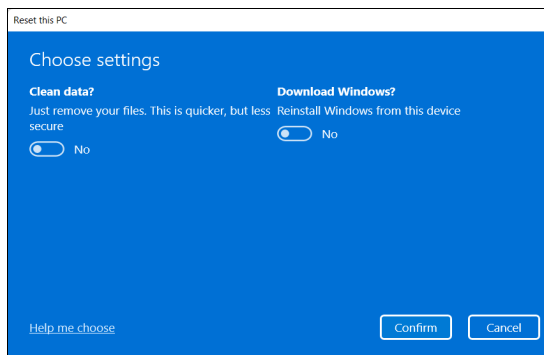 Reset this PC
Choose settings
Clean data?
Just remove your files. This is quicker, but less
secure
No
Download Windows?
Reinstall Windows from this device
No
Help me choose
Confirm
Cancel